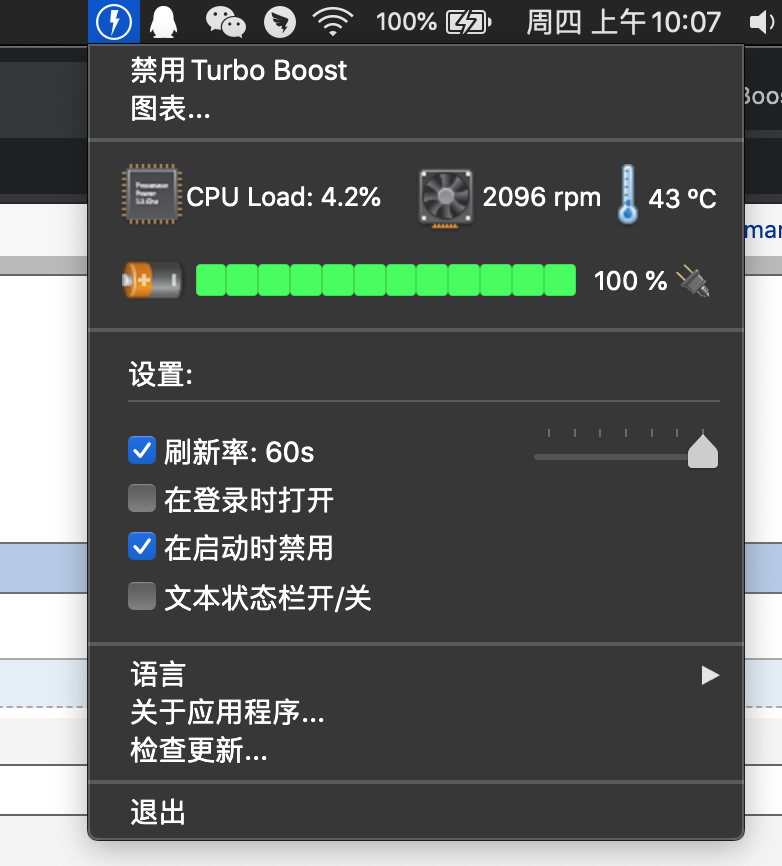 100% 周四 上午10:07
禁用 Turbo Boost
图表...
CPU Load: 4.2% 2096 rpm 43 ºC
100 %
设置:
刷新率: 60s
在登录时打开
在启动时禁用
文本状态栏开/关
语言
关于应用程序...
检查更新...
退出